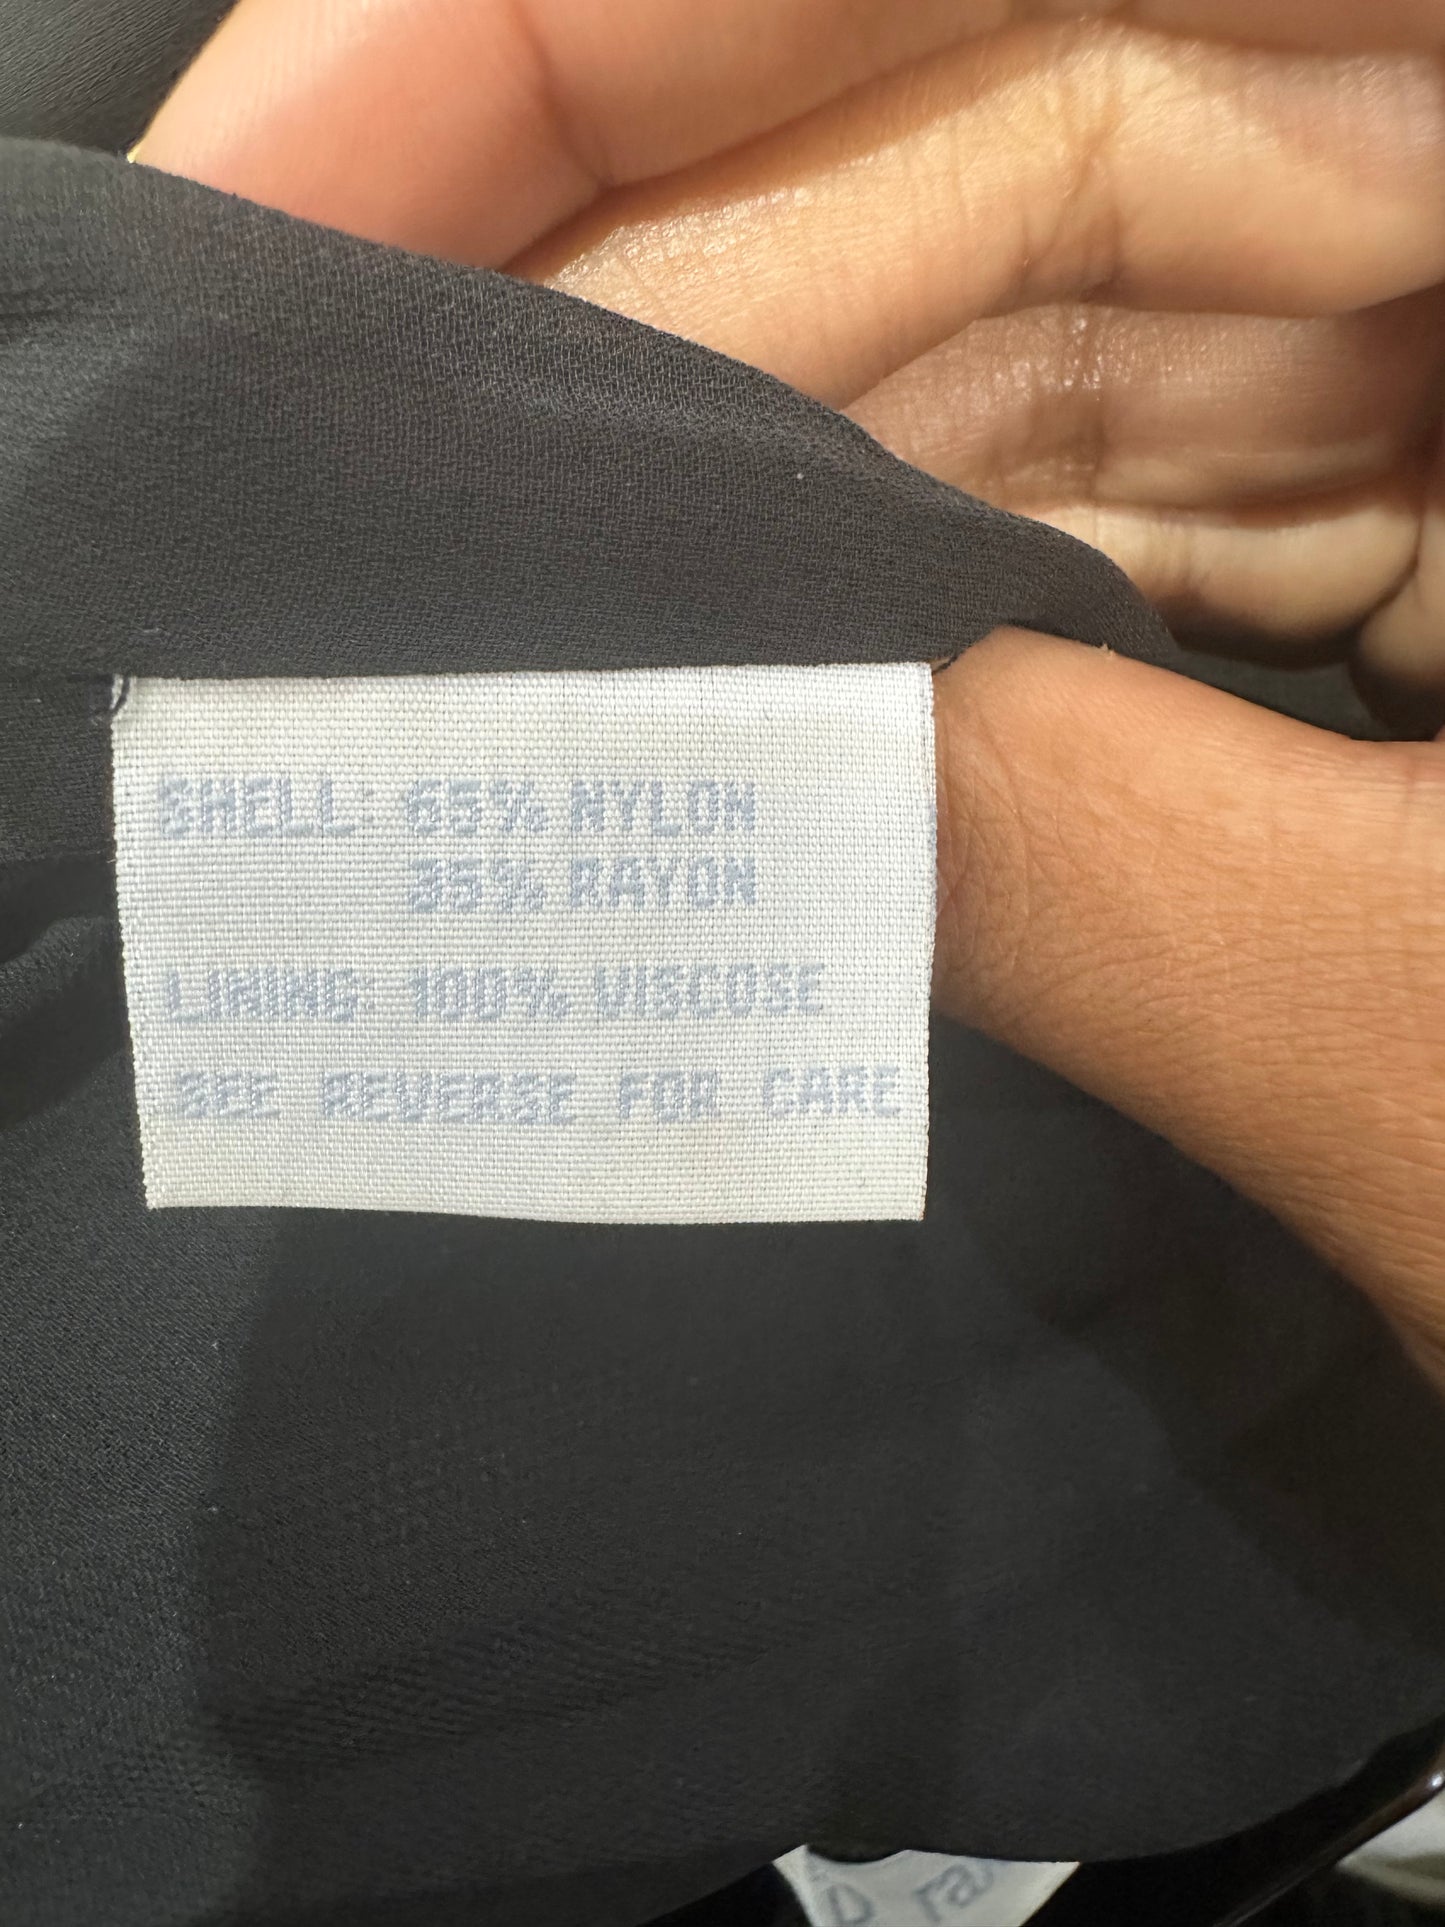 SHELL: 65% NYLON
35% RAYON
LINING: 100% VISCOSE
SEE REVERSE FOR CARE